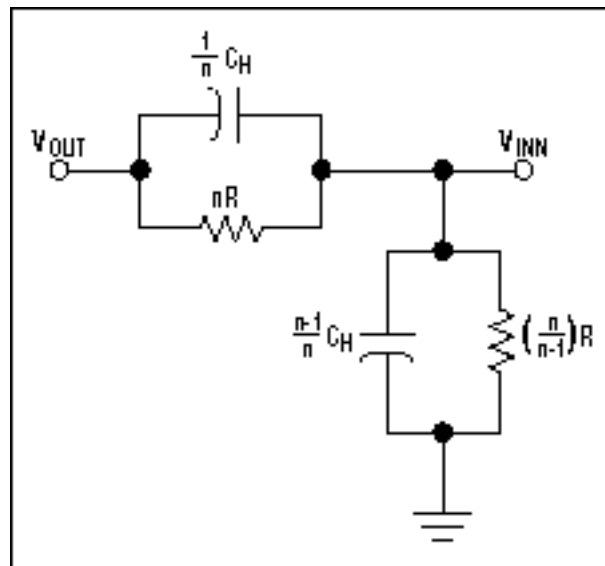 1/n C_H
V_OUT
V_INN
nR
n-1/n C_H
(n/n-1)R